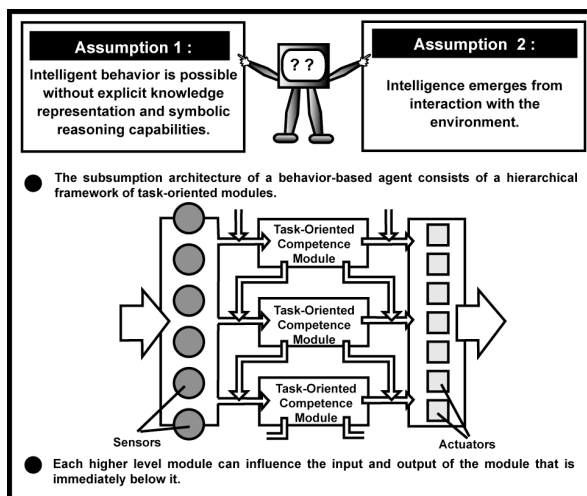 Assumption 1 :
Intelligent behavior is possible
without explicit knowledge
representation and symbolic
reasoning capabilities.
? ?
Assumption 2 :
Intelligence emerges from
interaction with the
environment.
The subsumption architecture of a behavior-based agent consists of a hierarchical
framework of task-oriented modules.
Task-Oriented
Competence
Module
Task-Oriented
Competence
Module
Task-Oriented
Competence
Module
Sensors
Actuators
Each higher level module can influence the input and output of the module that is
immediately below it.